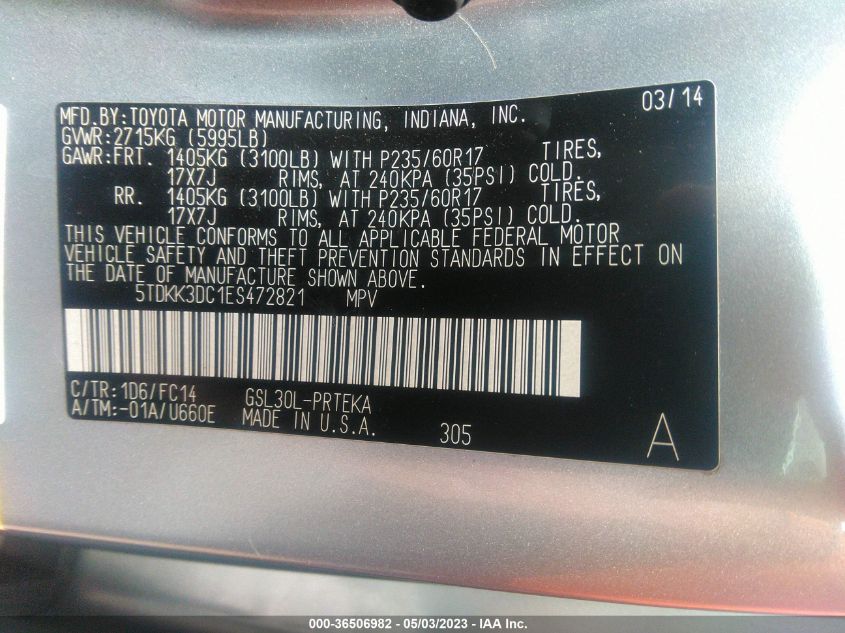 MFD.BY:TOYOTA MOTOR MANUFACTURING, INDIANA, INC. 03/14
GVWR:2715KG (5995LB)
GAWR:FRT. 1405KG (3100LB) WITH P235/60R17 TIRES,
17X7J RIMS, AT 240KPA (35PSI) COLD.
RR. 1405KG (3100LB) WITH P235/60R17 TIRES,
17X7J RIMS, AT 240KPA (35PSI) COLD.
THIS VEHICLE CONFORMS TO ALL APPLICABLE FEDERAL MOTOR
VEHICLE SAFETY AND THEFT PREVENTION STANDARDS IN EFFECT ON
THE DATE OF MANUFACTURE SHOWN ABOVE.
5TDKK3DC1ES472821 MPV
C/TR:1D6/FC14 GSL30L-PRTEKA
A/TM:-01A/U660E MADE IN U.S.A. 305 A
000-36506982 - 05/03/2023 - IAA Inc.